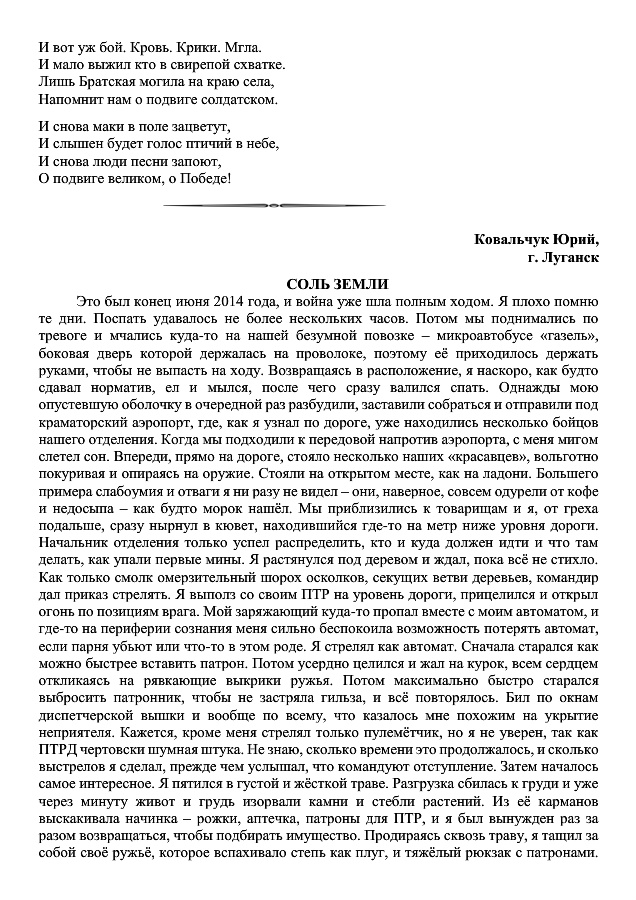 И вот уж бой. Кровь. Крики. Мгла.
И мало выжил кто в свирепой схватке.
Лишь Братская могила на краю села,
Напомнит нам о подвиге солдатском.
И снова маки в поле зацветут,
И слышен будет голос птичий в небе,
И снова люди песни запоют,
О подвиге великом, о Победе!
Ковальчук Юрий,
г. Луганск
СОЛЬ ЗЕМЛИ
Это был конец июня 2014 года, и война уже шла полным ходом. Я плохо помню
те дни. Поспать удавалось не более нескольких часов. Потом мы поднимались по
тревоге и мчались куда-то на нашей безумной повозке – микроавтобусе «газель»,
боковая дверь которой держалась на проволоке, поэтому её приходилось держать
руками, чтобы не выпасть на ходу. Возвращаясь в расположение, я наскоро, как будто
сдавал норматив, ел и мылся, после чего сразу валился спать. Однажды мою
опустевшую оболочку в очередной раз разбудили, заставили собраться и отправили под
краматорский аэропорт, где, как я узнал по дороге, уже находились несколько бойцов
нашего отделения. Когда мы подходили к передовой напротив аэропорта, с меня мигом
слетел сон. Впереди, прямо на дороге, стояло несколько наших «красавцев», вольготно
покуривая и опираясь на оружие. Стояли на открытом месте, как на ладони. Большего
примера слабоумия и отваги я ни разу не видел – они, наверное, совсем одурели от кофе
и недосыпа – как будто морок нашёл. Мы приблизились к товарищам и я, от греха
подальше, сразу нырнул в кювет, находившийся где-то на метр ниже уровня дороги.
Начальник отделения только успел распределить, кто и куда должен идти и что там
делать, как упали первые мины. Я растянулся под деревом и ждал, пока всё не стихло.
Как только смолк омерзительный шорох осколков, секущих ветви деревьев, командир
дал приказ стрелять. Я выполз со своим ПТР на уровень дороги, прицелился и открыл
огонь по позициям врага. Мой заряжающий куда-то пропал вместе с моим автоматом, и
где-то на периферии сознания меня сильно беспокоила возможность потерять автомат,
если парня убьют или что-то в этом роде. Я стрелял как автомат. Сначала старался как
можно быстрее вставить патрон. Потом усердно целился и жал на курок, всем сердцем
откликаясь на рявкающие выкрики ружья. Потом максимально быстро старался
выбросить патронник, чтобы не застряла гильза, и всё повторялось. Бил по окнам
диспетчерской вышки и вообще по всему, что казалось мне похожим на укрытие
неприятеля. Кажется, кроме меня стрелял только пулемётчик, но я не уверен, так как
ПТРД чертовски шумная штука. Не знаю, сколько времени это продолжалось, и сколько
выстрелов я сделал, прежде чем услышал, что командуют отступление. Затем началось
самое интересное. Я пятился в густой и жёсткой траве. Разгрузка сбилась к груди и уже
через минуту живот и грудь изорвали камни и стебли растений. Из её карманов
выскакивала начинка – рожки, аптечка, патроны для ПТР, и я был вынужден раз за
разом возвращаться, чтобы подбирать имущество. Продираясь сквозь траву, я тащил за
собой своё ружьё, которое вспахивало степь как плуг, и тяжёлый рюкзак с патронами.